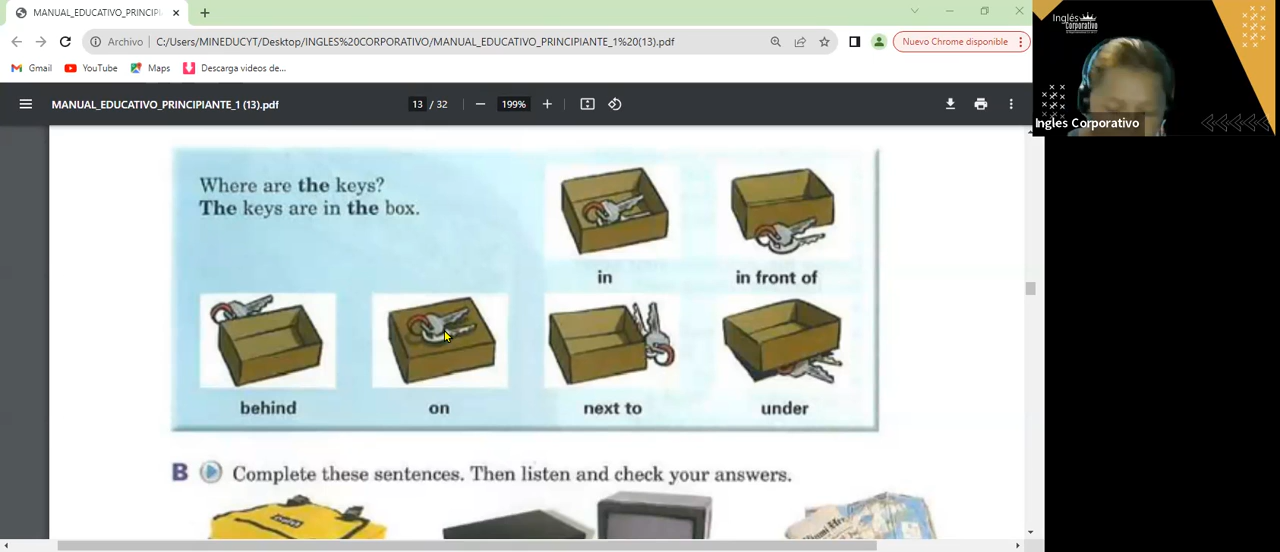 MANUAL_EDUCATIVO_PRINCIPI
Archivo
C:/Users/MINEDUCYT/Desktop/INGLES%20CORPORATIVO/MANUAL_EDUCATIVO_PRINCIPIANTE_1%20(13).pdf
Nuevo Chrome disponible
Gmail
YouTube
Maps
Descarga videos de...
MANUAL_EDUCATIVO_PRINCIPIANTE_1 (13).pdf
13 / 32
199%
Inglés
Corporativo
Ingles Corporativo
Where are the keys?
The keys are in the box.
in
in front of
behind
on
next to
under
B Complete these sentences. Then listen and check your answers.